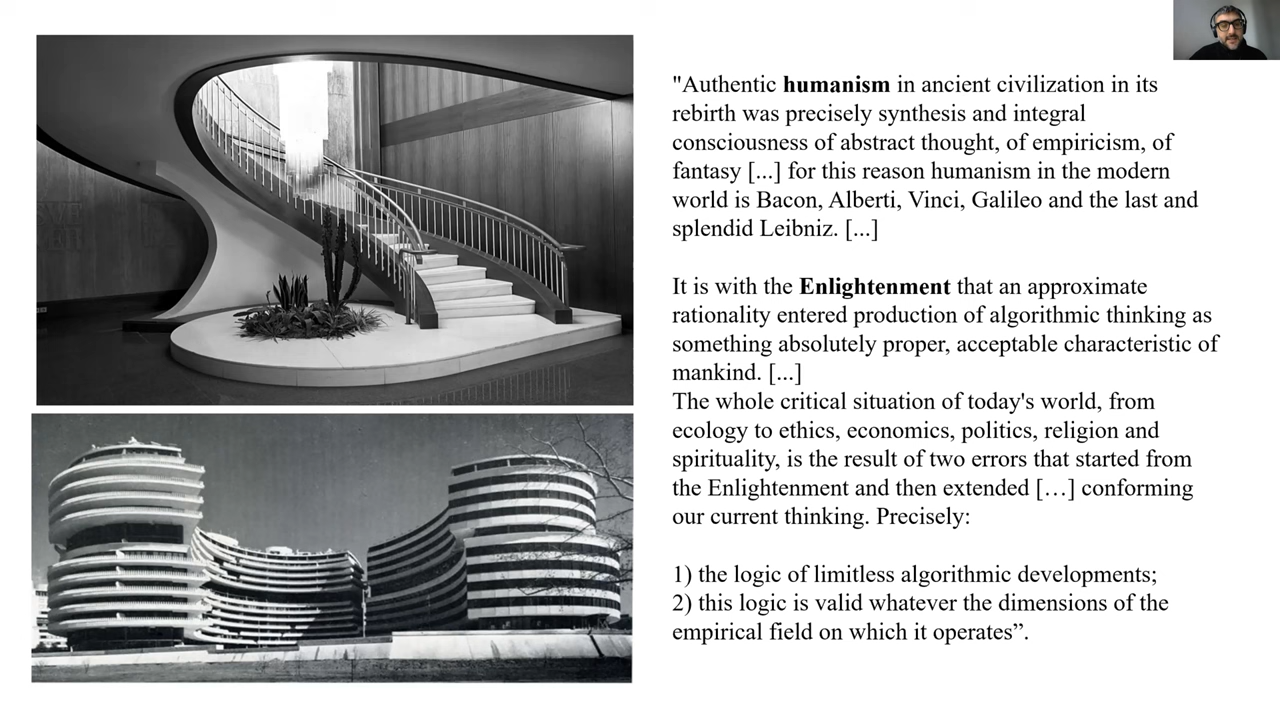 "Authentic humanism in ancient civilization in its
rebirth was precisely synthesis and integral
consciousness of abstract thought, of empiricism, of
fantasy [...] for this reason humanism in the modern
world is Bacon, Alberti, Vinci, Galileo and the last and
splendid Leibniz. [...]
It is with the Enlightenment that an approximate
rationality entered production of algorithmic thinking as
something absolutely proper, acceptable characteristic of
mankind. [...]
The whole critical situation of today's world, from
ecology to ethics, economics, politics, religion and
spirituality, is the result of two errors that started from
the Enlightenment and then extended […] conforming
our current thinking. Precisely:
1) the logic of limitless algorithmic developments;
2) this logic is valid whatever the dimensions of the
empirical field on which it operates”.